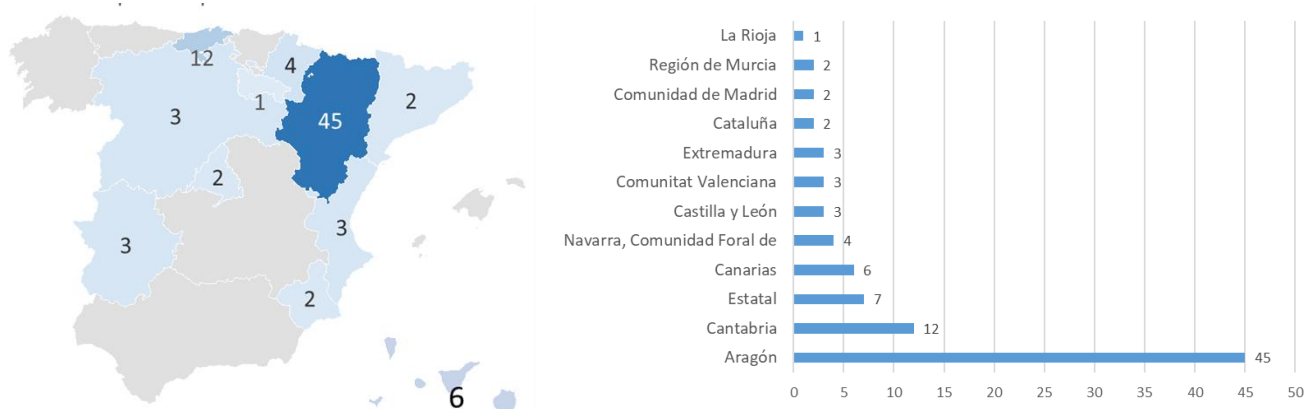 12
4
1
2
3
45
2
3
3
2
6
La Rioja 1
Región de Murcia 2
Comunidad de Madrid 2
Cataluña 2
Extremadura 3
Comunitat Valenciana 3
Castilla y León 3
Navarra, Comunidad Foral de 4
Canarias 6
Estatal 7
Cantabria 12
Aragón 45
0 5 10 15 20 25 30 35 40 45 50